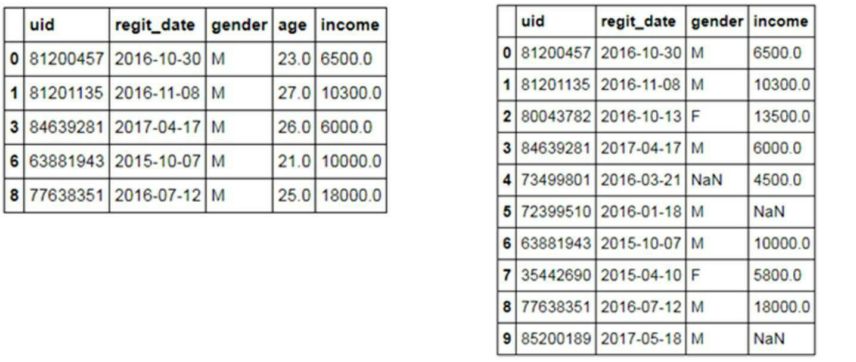 uid regit_date gender age income
0 81200457 2016-10-30 M 23.0 6500.0
1 81201135 2016-11-08 M 27.0 10300.0
3 84639281 2017-04-17 M 26.0 6000.0
6 63881943 2015-10-07 M 21.0 10000.0
8 77638351 2016-07-12 M 25.0 18000.0
uid regit_date gender income
0 81200457 2016-10-30 M 6500.0
1 81201135 2016-11-08 M 10300.0
2 80043782 2016-10-13 F 13500.0
3 84639281 2017-04-17 M 6000.0
4 73499801 2016-03-21 NaN 4500.0
5 72399510 2016-01-18 M NaN
6 63881943 2015-10-07 M 10000.0
7 35442690 2015-04-10 F 5800.0
8 77638351 2016-07-12 M 18000.0
9 85200189 2017-05-18 M NaN